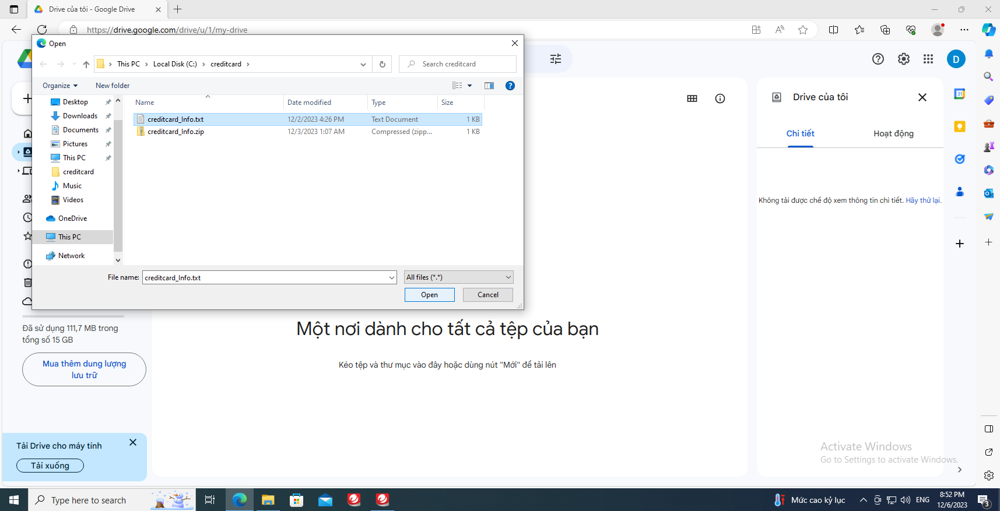 Drive của tôi - Google Drive
https://drive.google.com/drive/u/1/my-drive
Open
This PC > Local Disk (C:) > creditcard >
Search creditcard
D
Organize
New folder
Desktop
Downloads
Documents
Pictures
This PC
creditcard
Music
Videos
OneDrive
This PC
Network
Name
Date modified
Type
Size
creditcard_Info.txt
12/2/2023 4:26 PM
Text Document
1 KB
creditcard_Info.zip
12/3/2023 1:07 AM
Compressed (zipp...
1 KB
File name:
creditcard_Info.txt
All files (*.*)
Open
Cancel
Drive của tôi
Chi tiết
Hoạt động
Không tải được chế độ xem thông tin chi tiết. Hãy thử lại.
31
Một nơi dành cho tất cả tệp của bạn
Kéo tệp và thư mục vào đây hoặc dùng nút "Mới" để tải lên
Đã sử dụng 111,7 MB trong
tổng số 15 GB
Mua thêm dung lượng
lưu trữ
Tải Drive cho máy tính
Tải xuống
Activate Windows
Go to Settings to activate Windows.
Type here to search
Mức cao kỷ lục
ENG
8:52 PM
12/6/2023
3